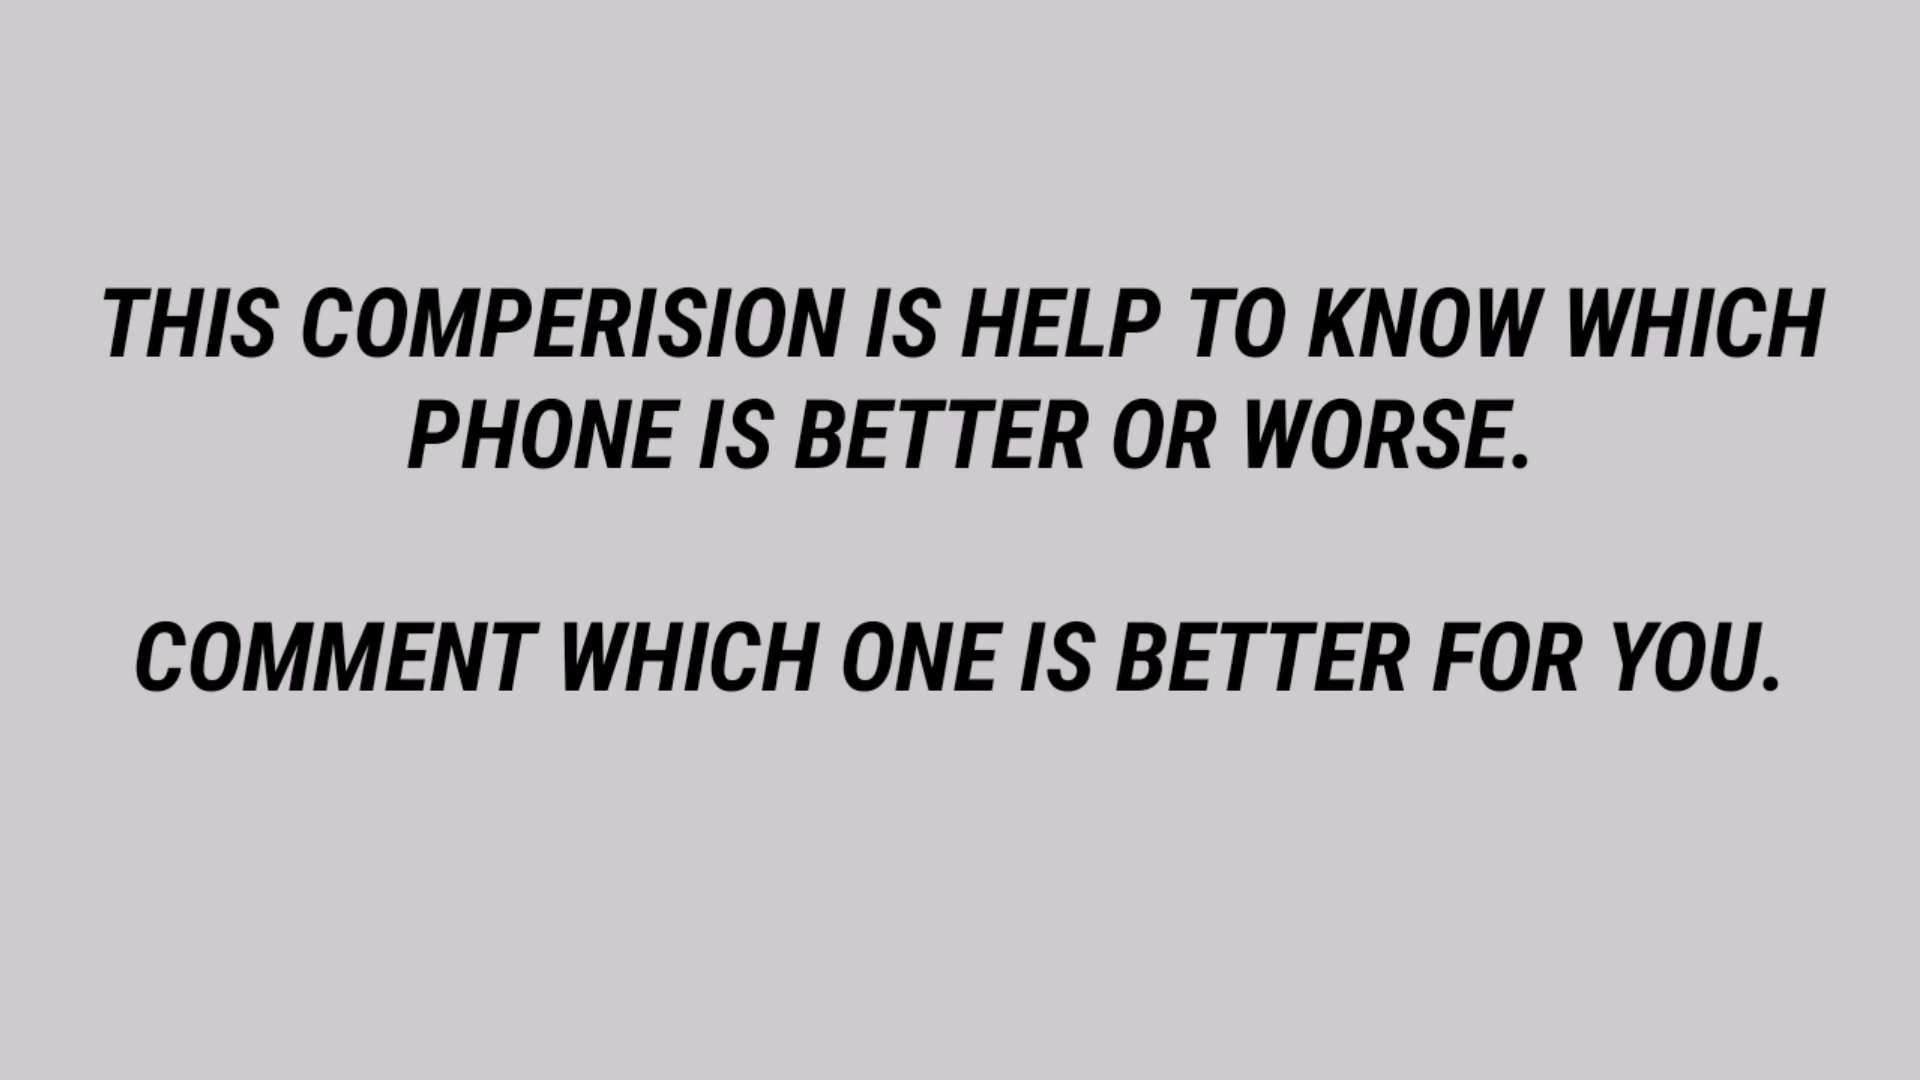 THIS COMPERISION IS HELP TO KNOW WHICH
PHONE IS BETTER OR WORSE.
COMMENT WHICH ONE IS BETTER FOR YOU.